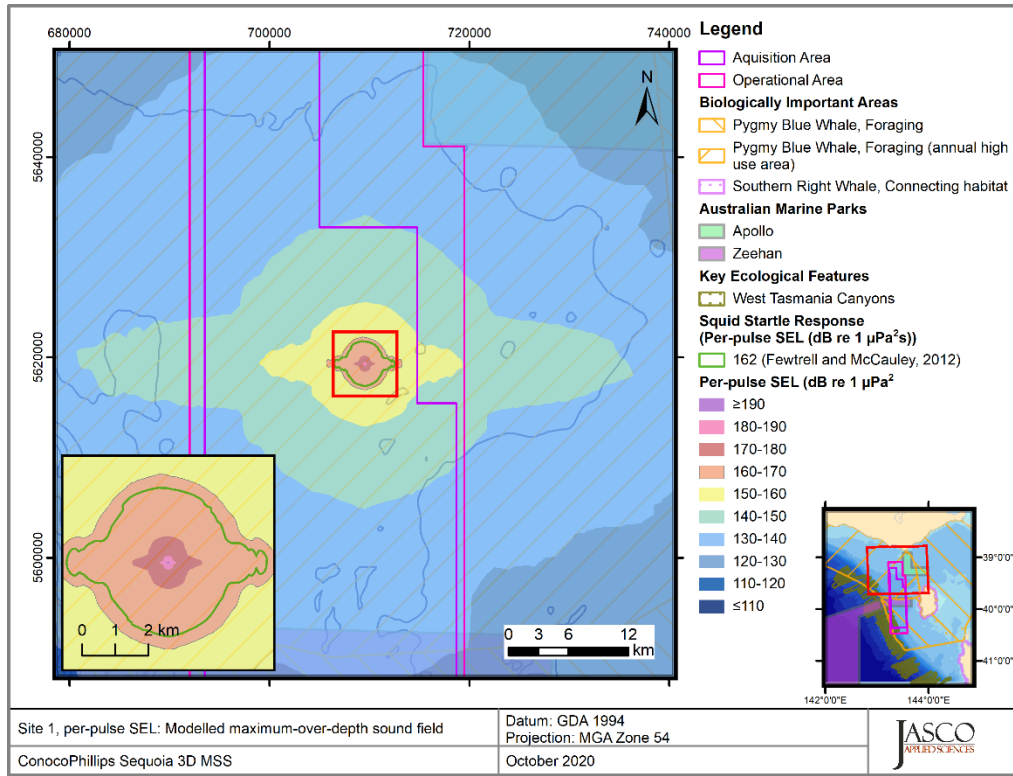 680000 700000 720000 740000
5640000
5620000
5600000
N
0 1 2 km
0 3 6 12
km
Legend
Aquisition Area
Operational Area
Biologically Important Areas
Pygmy Blue Whale, Foraging
Pygmy Blue Whale, Foraging (annual high
use area)
Southern Right Whale, Connecting habitat
Australian Marine Parks
Apollo
Zeehan
Key Ecological Features
West Tasmania Canyons
Squid Startle Response
(Per-pulse SEL (dB re 1 µPa²s))
162 (Fewtrell and McCauley, 2012)
Per-pulse SEL (dB re 1 µPa²
≥190
180-190
170-180
160-170
150-160
140-150
130-140
120-130
110-120
≤110
39°0'0"
40°0'0"
41°0'0"
142°0'0"E 144°0'0"E
Site 1, per-pulse SEL: Modelled maximum-over-depth sound field
Datum: GDA 1994
Projection: MGA Zone 54
ConocoPhillips Sequoia 3D MSS
October 2020
JASCO
APPLIED SCIENCES